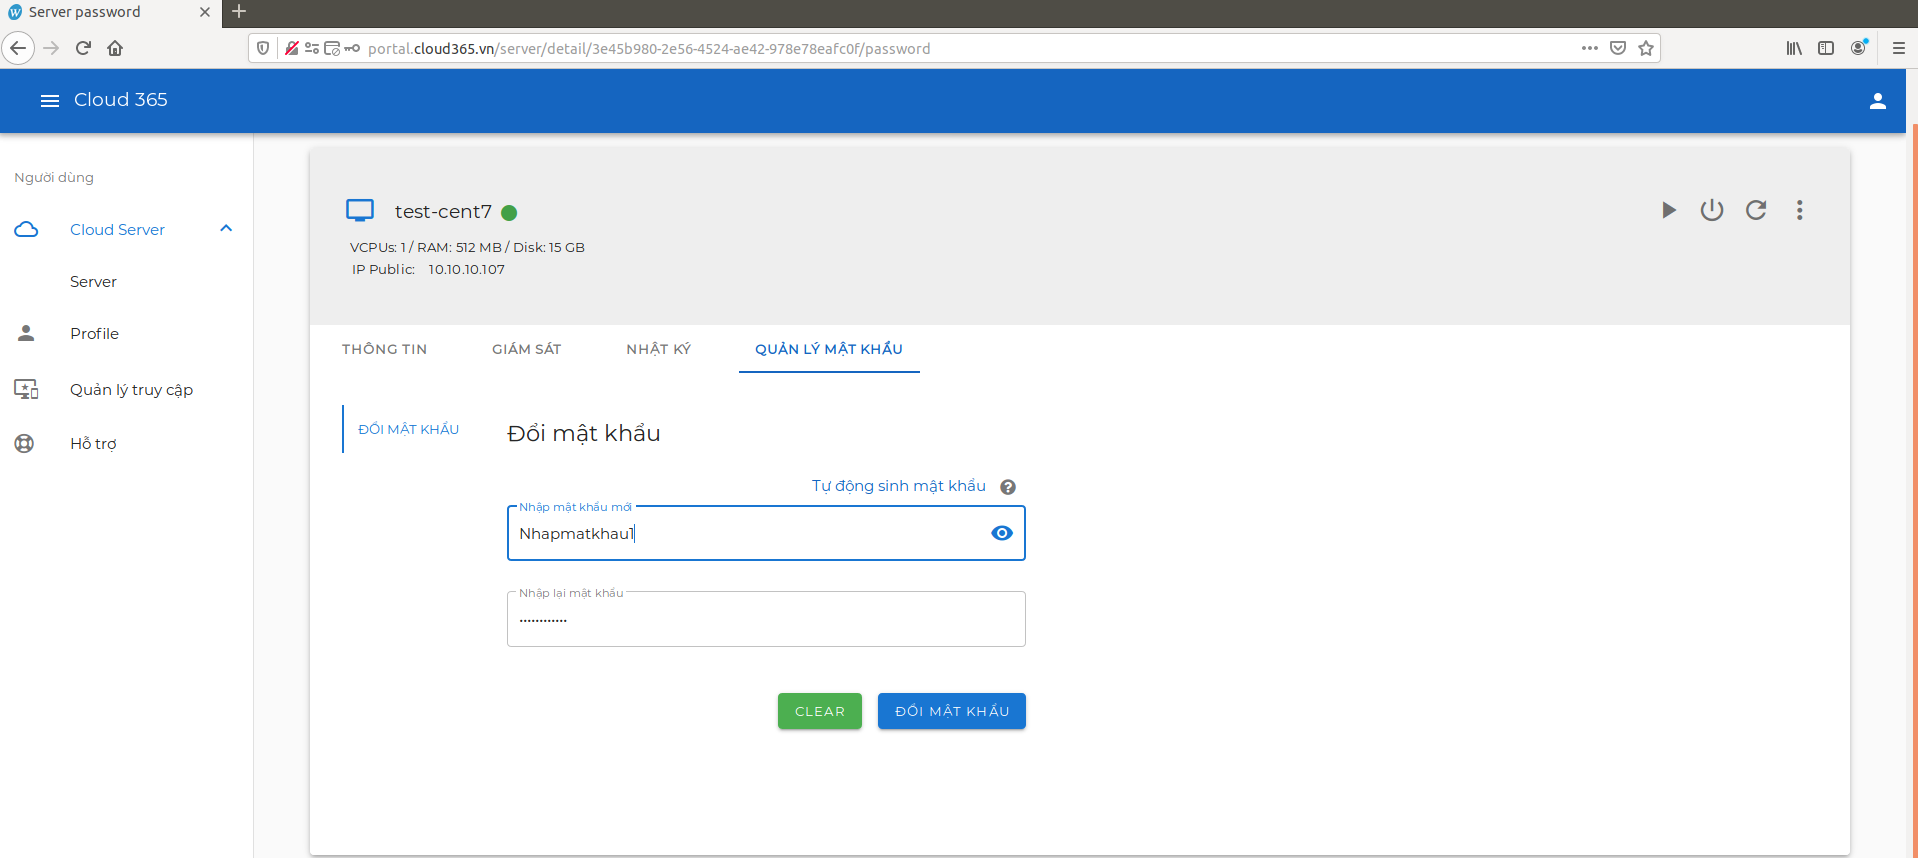 Server password
portal.cloud365.vn/server/detail/3e45b980-2e56-4524-ae42-978e78eafc0f/password
Cloud 365
Người dùng
Cloud Server
Server
Profile
Quản lý truy cập
Hỗ trợ
test-cent7
VCPUs: 1 / RAM: 512 MB / Disk: 15 GB
IP Public: 10.10.10.107
THÔNG TIN
GIÁM SÁT
NHẬT KÝ
QUẢN LÝ MẬT KHẨU
ĐỔI MẬT KHẨU
Đổi mật khẩu
Tự động sinh mật khẩu
Nhập mật khẩu mới
Nhapmatkhau1
Nhập lại mật khẩu
••••••••••••
CLEAR
ĐỔI MẬT KHẨU